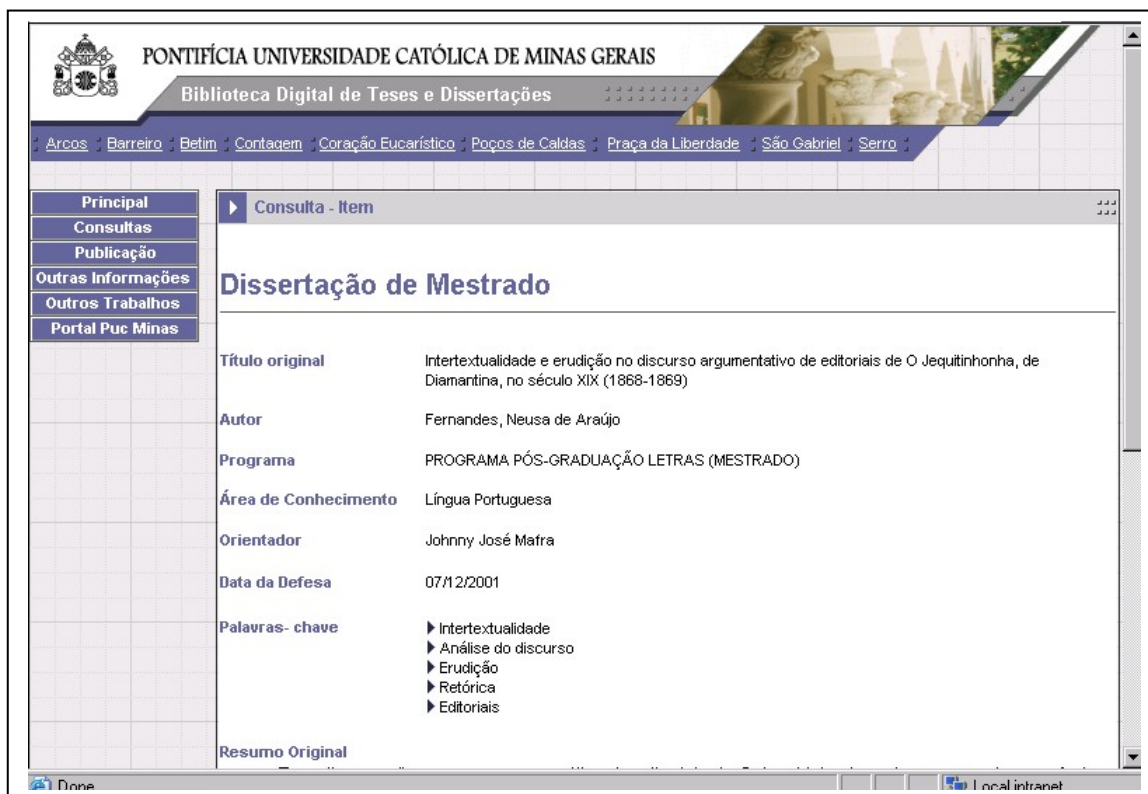 PONTIFÍCIA UNIVERSIDADE CATÓLICA DE MINAS GERAIS
Biblioteca Digital de Teses e Dissertações
Arcos Barreiro Betim Contagem Coração Eucarístico Poços de Caldas Praça da Liberdade São Gabriel Serro
Principal
Consultas
Publicação
Outras Informações
Outros Trabalhos
Portal Puc Minas
Consulta - Item
Dissertação de Mestrado
Título original Intertextualidade e erudição no discurso argumentativo de editoriais de O Jequitinhonha, de
Diamantina, no século XIX (1868-1869)
Autor Fernandes, Neusa de Araújo
Programa PROGRAMA PÓS-GRADUAÇÃO LETRAS (MESTRADO)
Área de Conhecimento Língua Portuguesa
Orientador Johnny José Mafra
Data da Defesa 07/12/2001
Palavras- chave Intertextualidade
Análise do discurso
Erudição
Retórica
Editoriais
Resumo Original
Done Local intranet